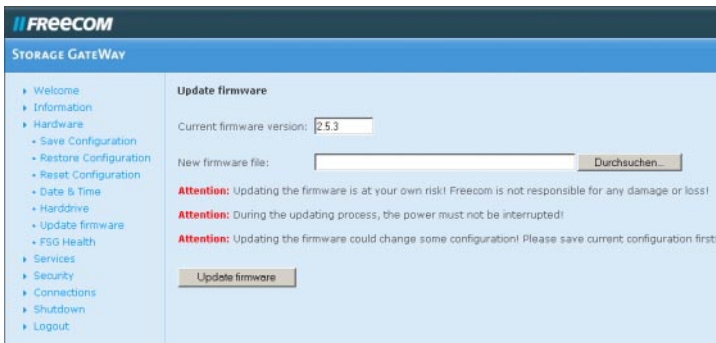 FREECOM
STORAGE GATEWAY
Welcome
Information
Hardware
Save Configuration
Restore Configuration
Reset Configuration
Date & Time
Harddrive
Update firmware
FSG Health
Services
Security
Connections
Shutdown
Logout
Update firmware
Current firmware version: 2.5.3
New firmware file: Durchsuchen...
Attention: Updating the firmware is at your own risk! Freecom is not responsible for any damage or loss!
Attention: During the updating process, the power must not be interrupted!
Attention: Updating the firmware could change some configuration! Please save current configuration first
Update firmware